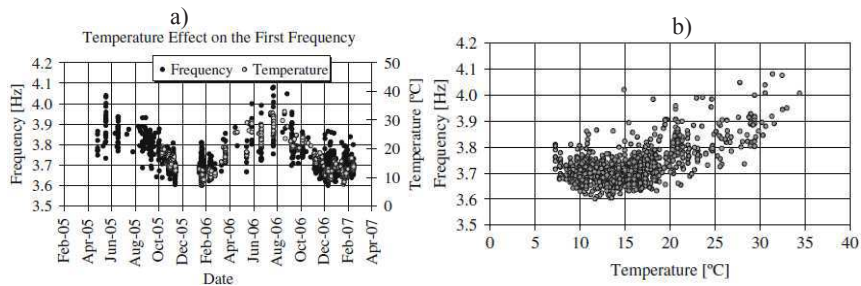 a)
Temperature Effect on the First Frequency
Frequency [Hz]
4.2
4.1
4.0
3.9
3.8
3.7
3.6
3.5
Frequency Temperature
50
40
30
20
10
0
Temperature [ºC]
Feb-05
Apr-05
Jun-05
Aug-05
Oct-05
Dec-05
Feb-06
Apr-06
Jun-06
Aug-06
Oct-06
Dec-06
Feb-07
Apr-07
Date
b)
Frequency [Hz]
4.2
4.1
4.0
3.9
3.8
3.7
3.6
3.5
0 5 10 15 20 25 30 35 40
Temperature [ºC]